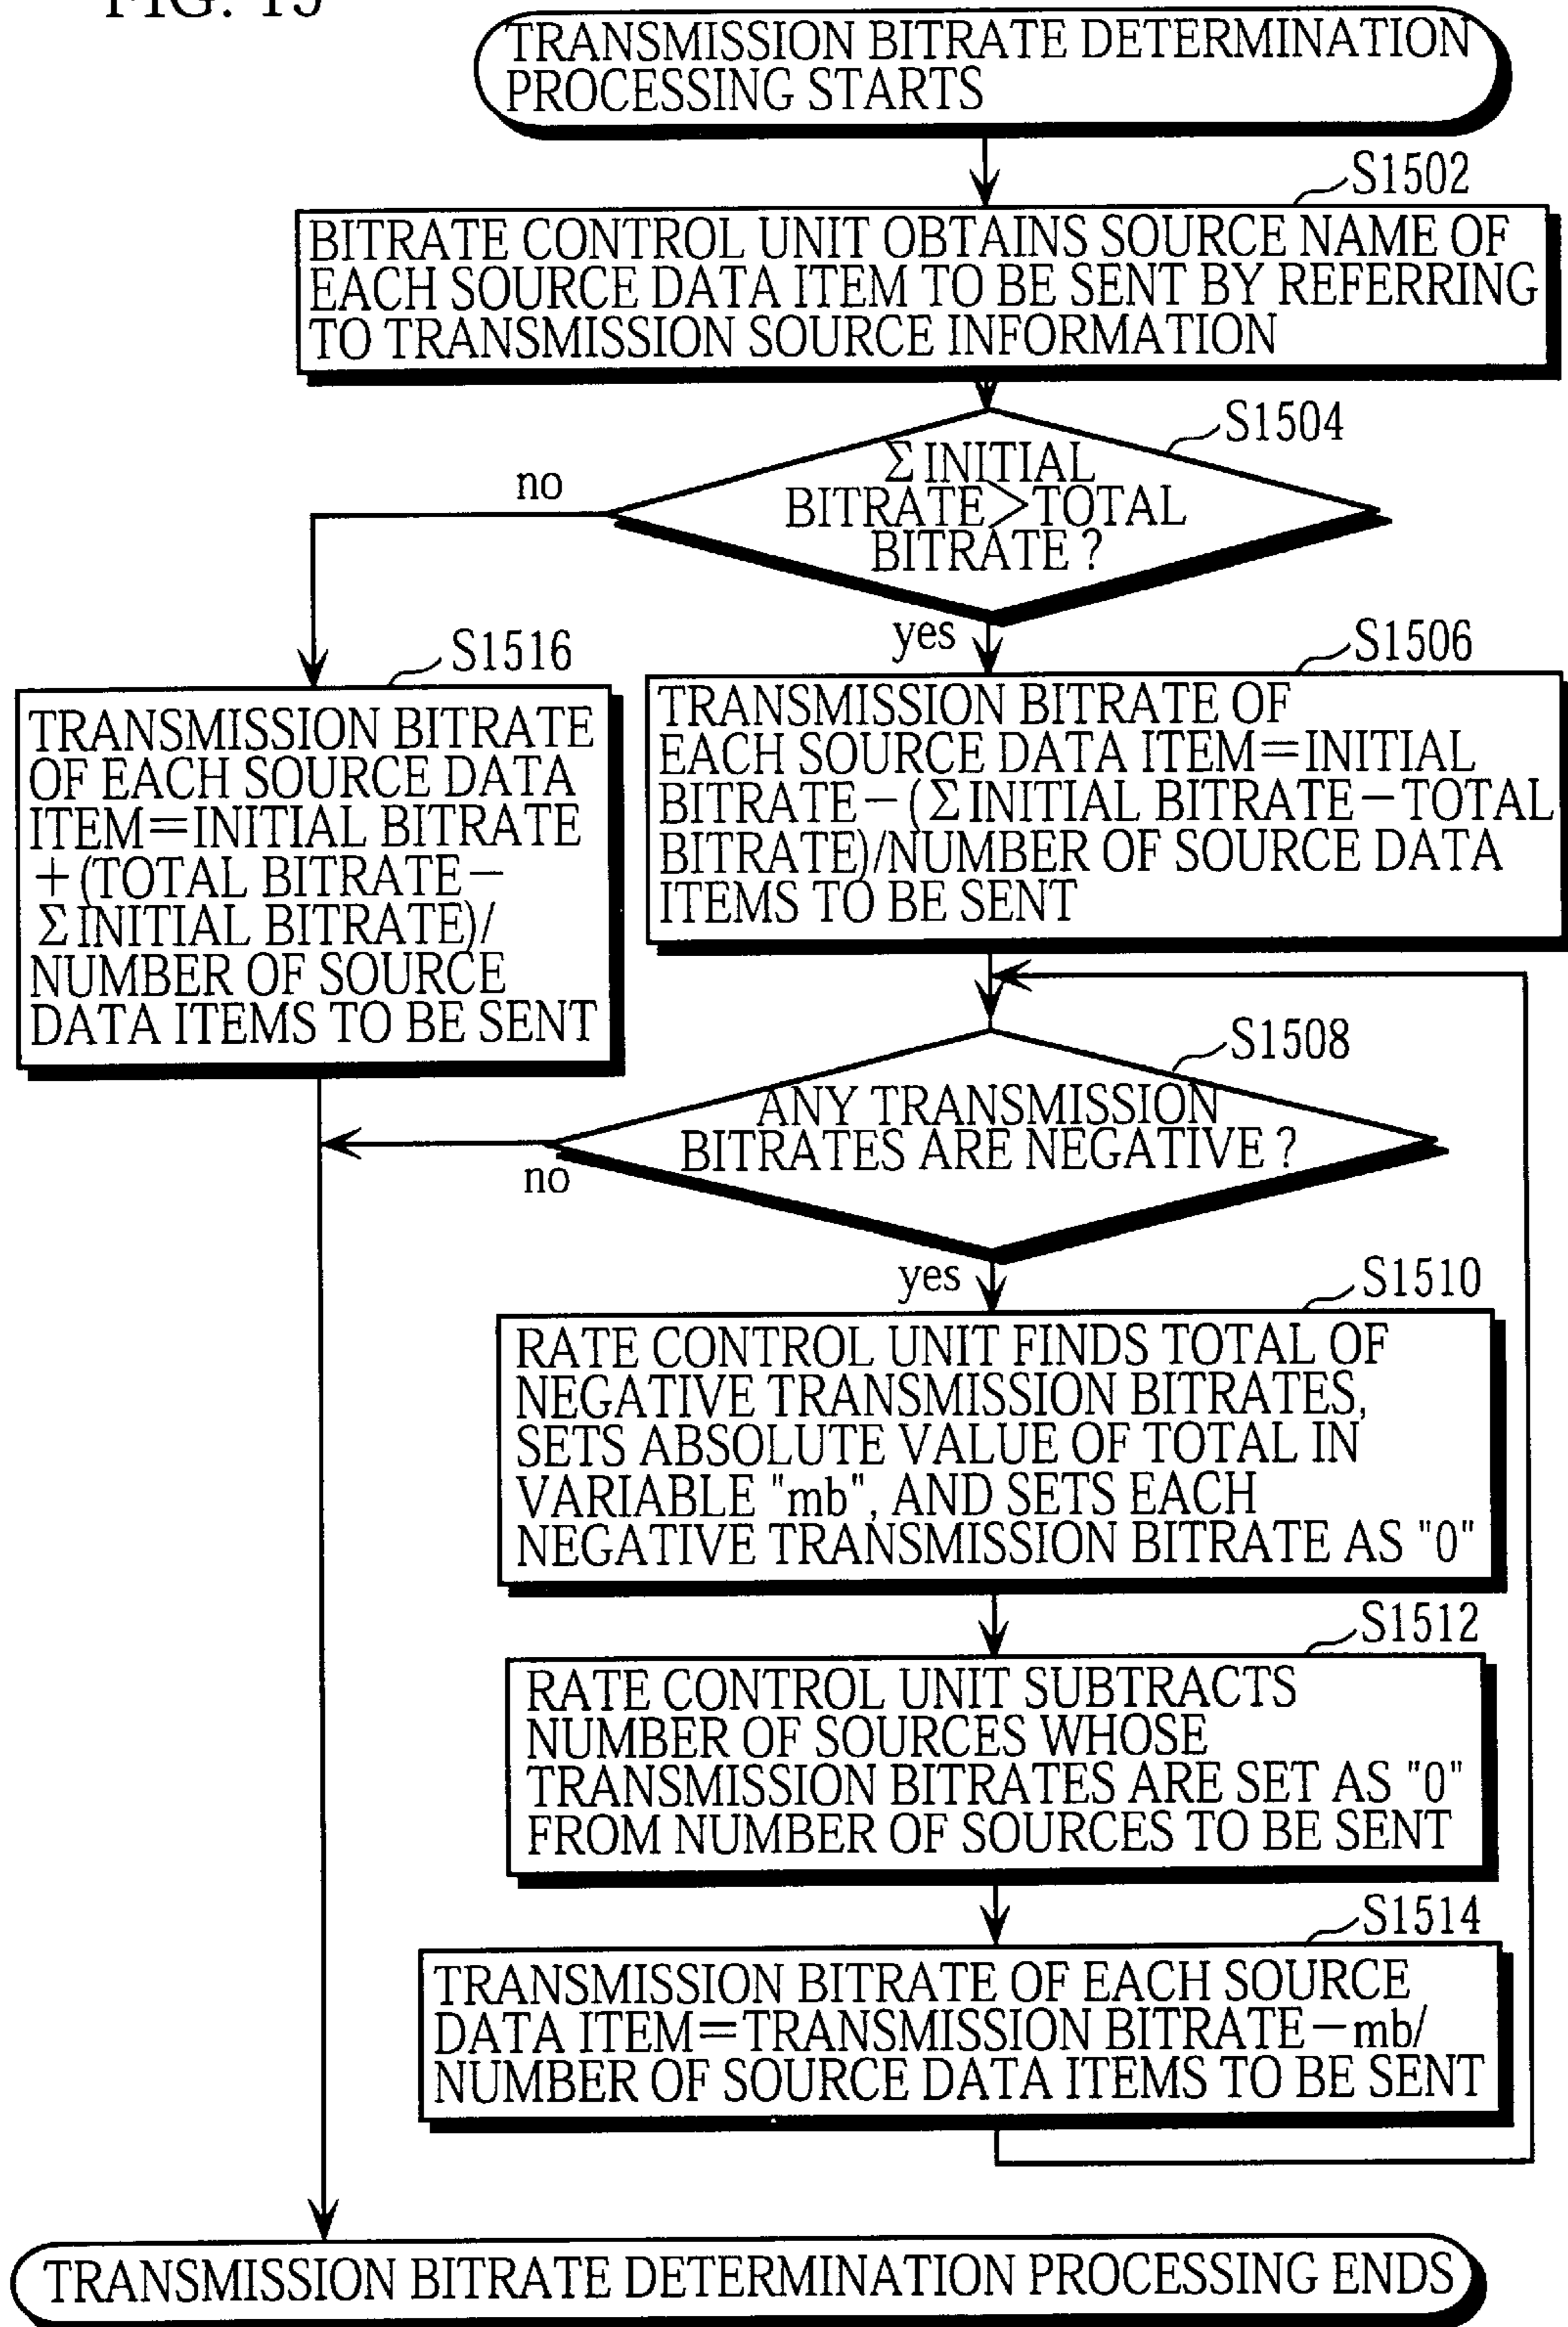 FIG. 15
TRANSMISSION BITRATE DETERMINATION
PROCESSING STARTS
S1502
BITRATE CONTROL UNIT OBTAINS SOURCE NAME OF
EACH SOURCE DATA ITEM TO BE SENT BY REFERRING
TO TRANSMISSION SOURCE INFORMATION
S1504
Σ INITIAL
BITRATE>TOTAL
BITRATE ?
no
yes
S1516
TRANSMISSION BITRATE
OF EACH SOURCE DATA
ITEM=INITIAL BITRATE
+(TOTAL BITRATE−
Σ INITIAL BITRATE)/
NUMBER OF SOURCE
DATA ITEMS TO BE SENT
S1506
TRANSMISSION BITRATE OF
EACH SOURCE DATA ITEM=INITIAL
BITRATE−(Σ INITIAL BITRATE−TOTAL
BITRATE)/NUMBER OF SOURCE DATA
ITEMS TO BE SENT
S1508
ANY TRANSMISSION
BITRATES ARE NEGATIVE ?
no
yes
S1510
RATE CONTROL UNIT FINDS TOTAL OF
NEGATIVE TRANSMISSION BITRATES,
SETS ABSOLUTE VALUE OF TOTAL IN
VARIABLE "mb", AND SETS EACH
NEGATIVE TRANSMISSION BITRATE AS "0"
S1512
RATE CONTROL UNIT SUBTRACTS
NUMBER OF SOURCES WHOSE
TRANSMISSION BITRATES ARE SET AS "0"
FROM NUMBER OF SOURCES TO BE SENT
S1514
TRANSMISSION BITRATE OF EACH SOURCE
DATA ITEM=TRANSMISSION BITRATE−mb/
NUMBER OF SOURCE DATA ITEMS TO BE SENT
TRANSMISSION BITRATE DETERMINATION PROCESSING ENDS